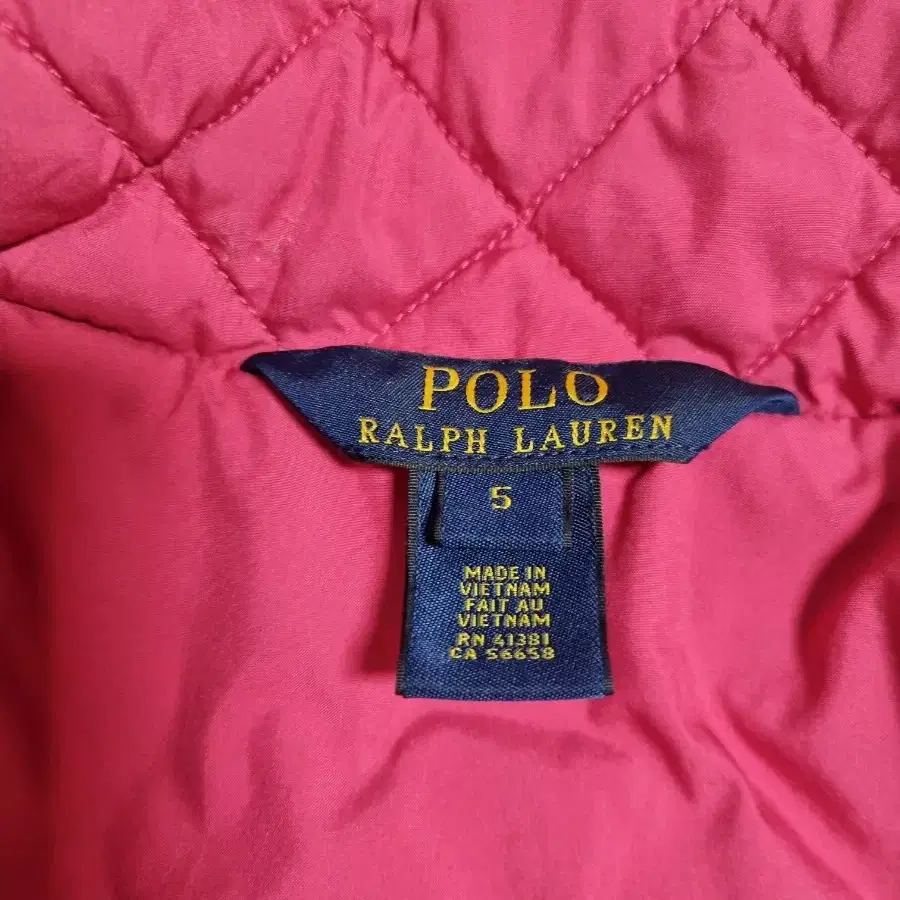 POLO
RALPH LAUREN
5
MADE IN
VIETNAM
FAIT AU
VIETNAM
RN 41381
CA 56658